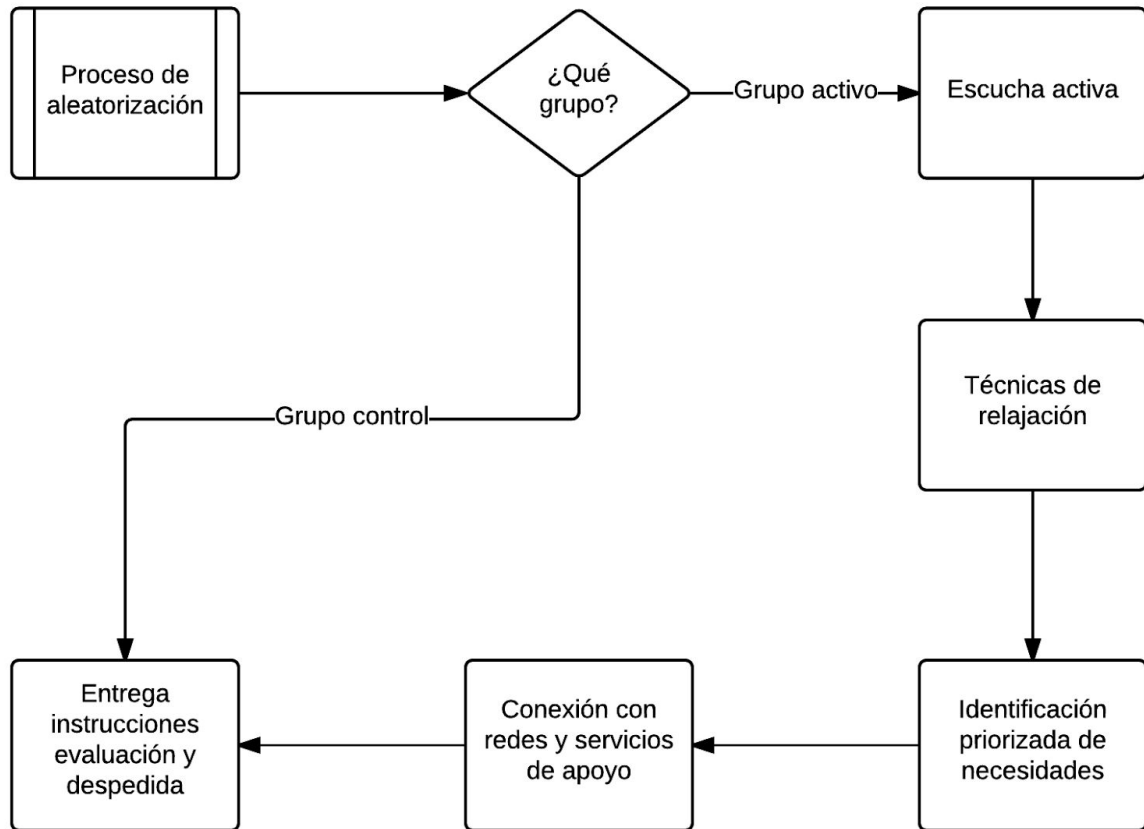 Proceso de
aleatorización
¿Qué
grupo?
Grupo activo
Escucha activa
Técnicas de
relajación
Grupo control
Entrega
instrucciones
evaluación y
despedida
Conexión con
redes y servicios
de apoyo
Identificación
priorizada de
necesidades